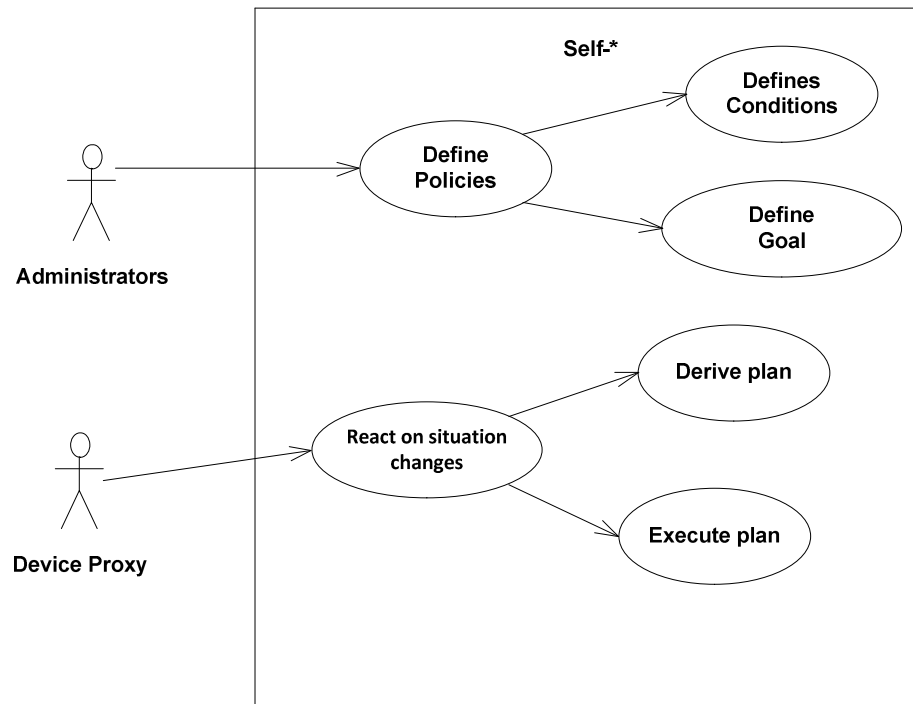 Self-*
Defines
Conditions
Define
Policies
Define
Goal
Administrators
Derive plan
React on situation
changes
Execute plan
Device Proxy